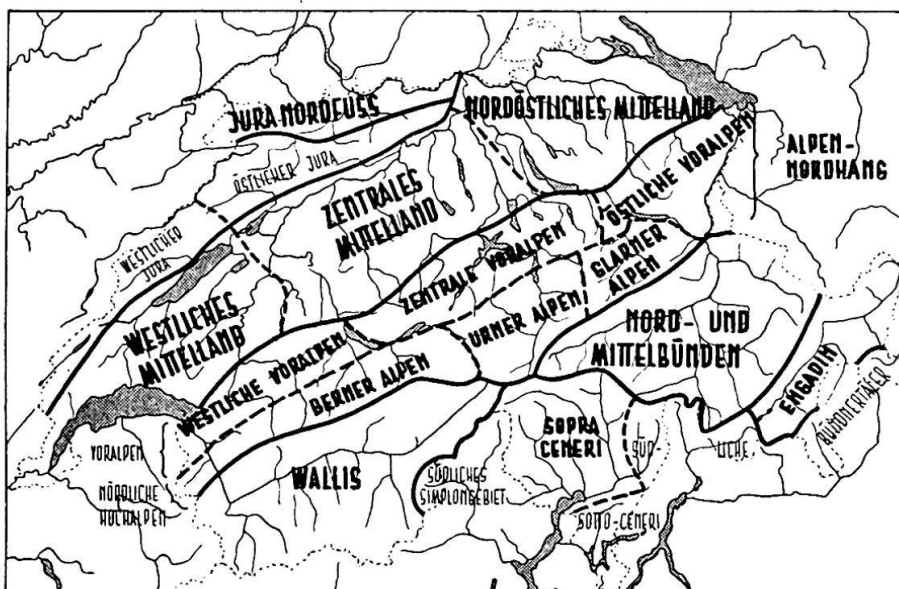 JURA NORDFUSS
NORDÖSTLICHES MITTELLAND
ALPEN-
NORDHANG
ÖSTLICHER JURA
ÖSTLICHE VORALPEN
ZENTRALES
MITTELLAND
WESTLICHER
JURA
ZENTRALE VORALPEN
GLARNER
ALPEN
WESTLICHES
MITTELLAND
URNER ALPEN
NORD- UND
MITTELBÜNDEN
WESTLICHE VORALPEN
BERNER ALPEN
ENGADIN
BÜNDNERTÄLER
VORALPEN
NÖRDLICHE
HOCHALPEN
WALLIS
SÜDLICHES
SIMPLONGEBIET
SOPRA
CENERI
SÜD-
LICHE
SOTTO-CENERI